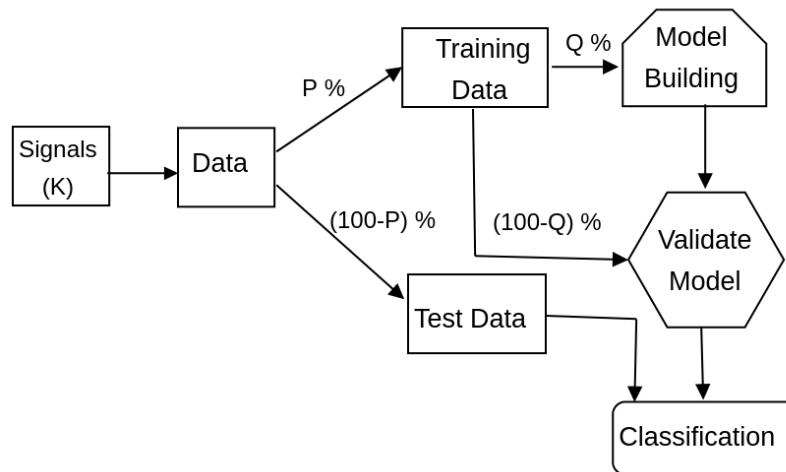 Signals
(K)
Data
P %
(100-P) %
Training
Data
Q %
(100-Q) %
Model
Building
Validate
Model
Test Data
Classification